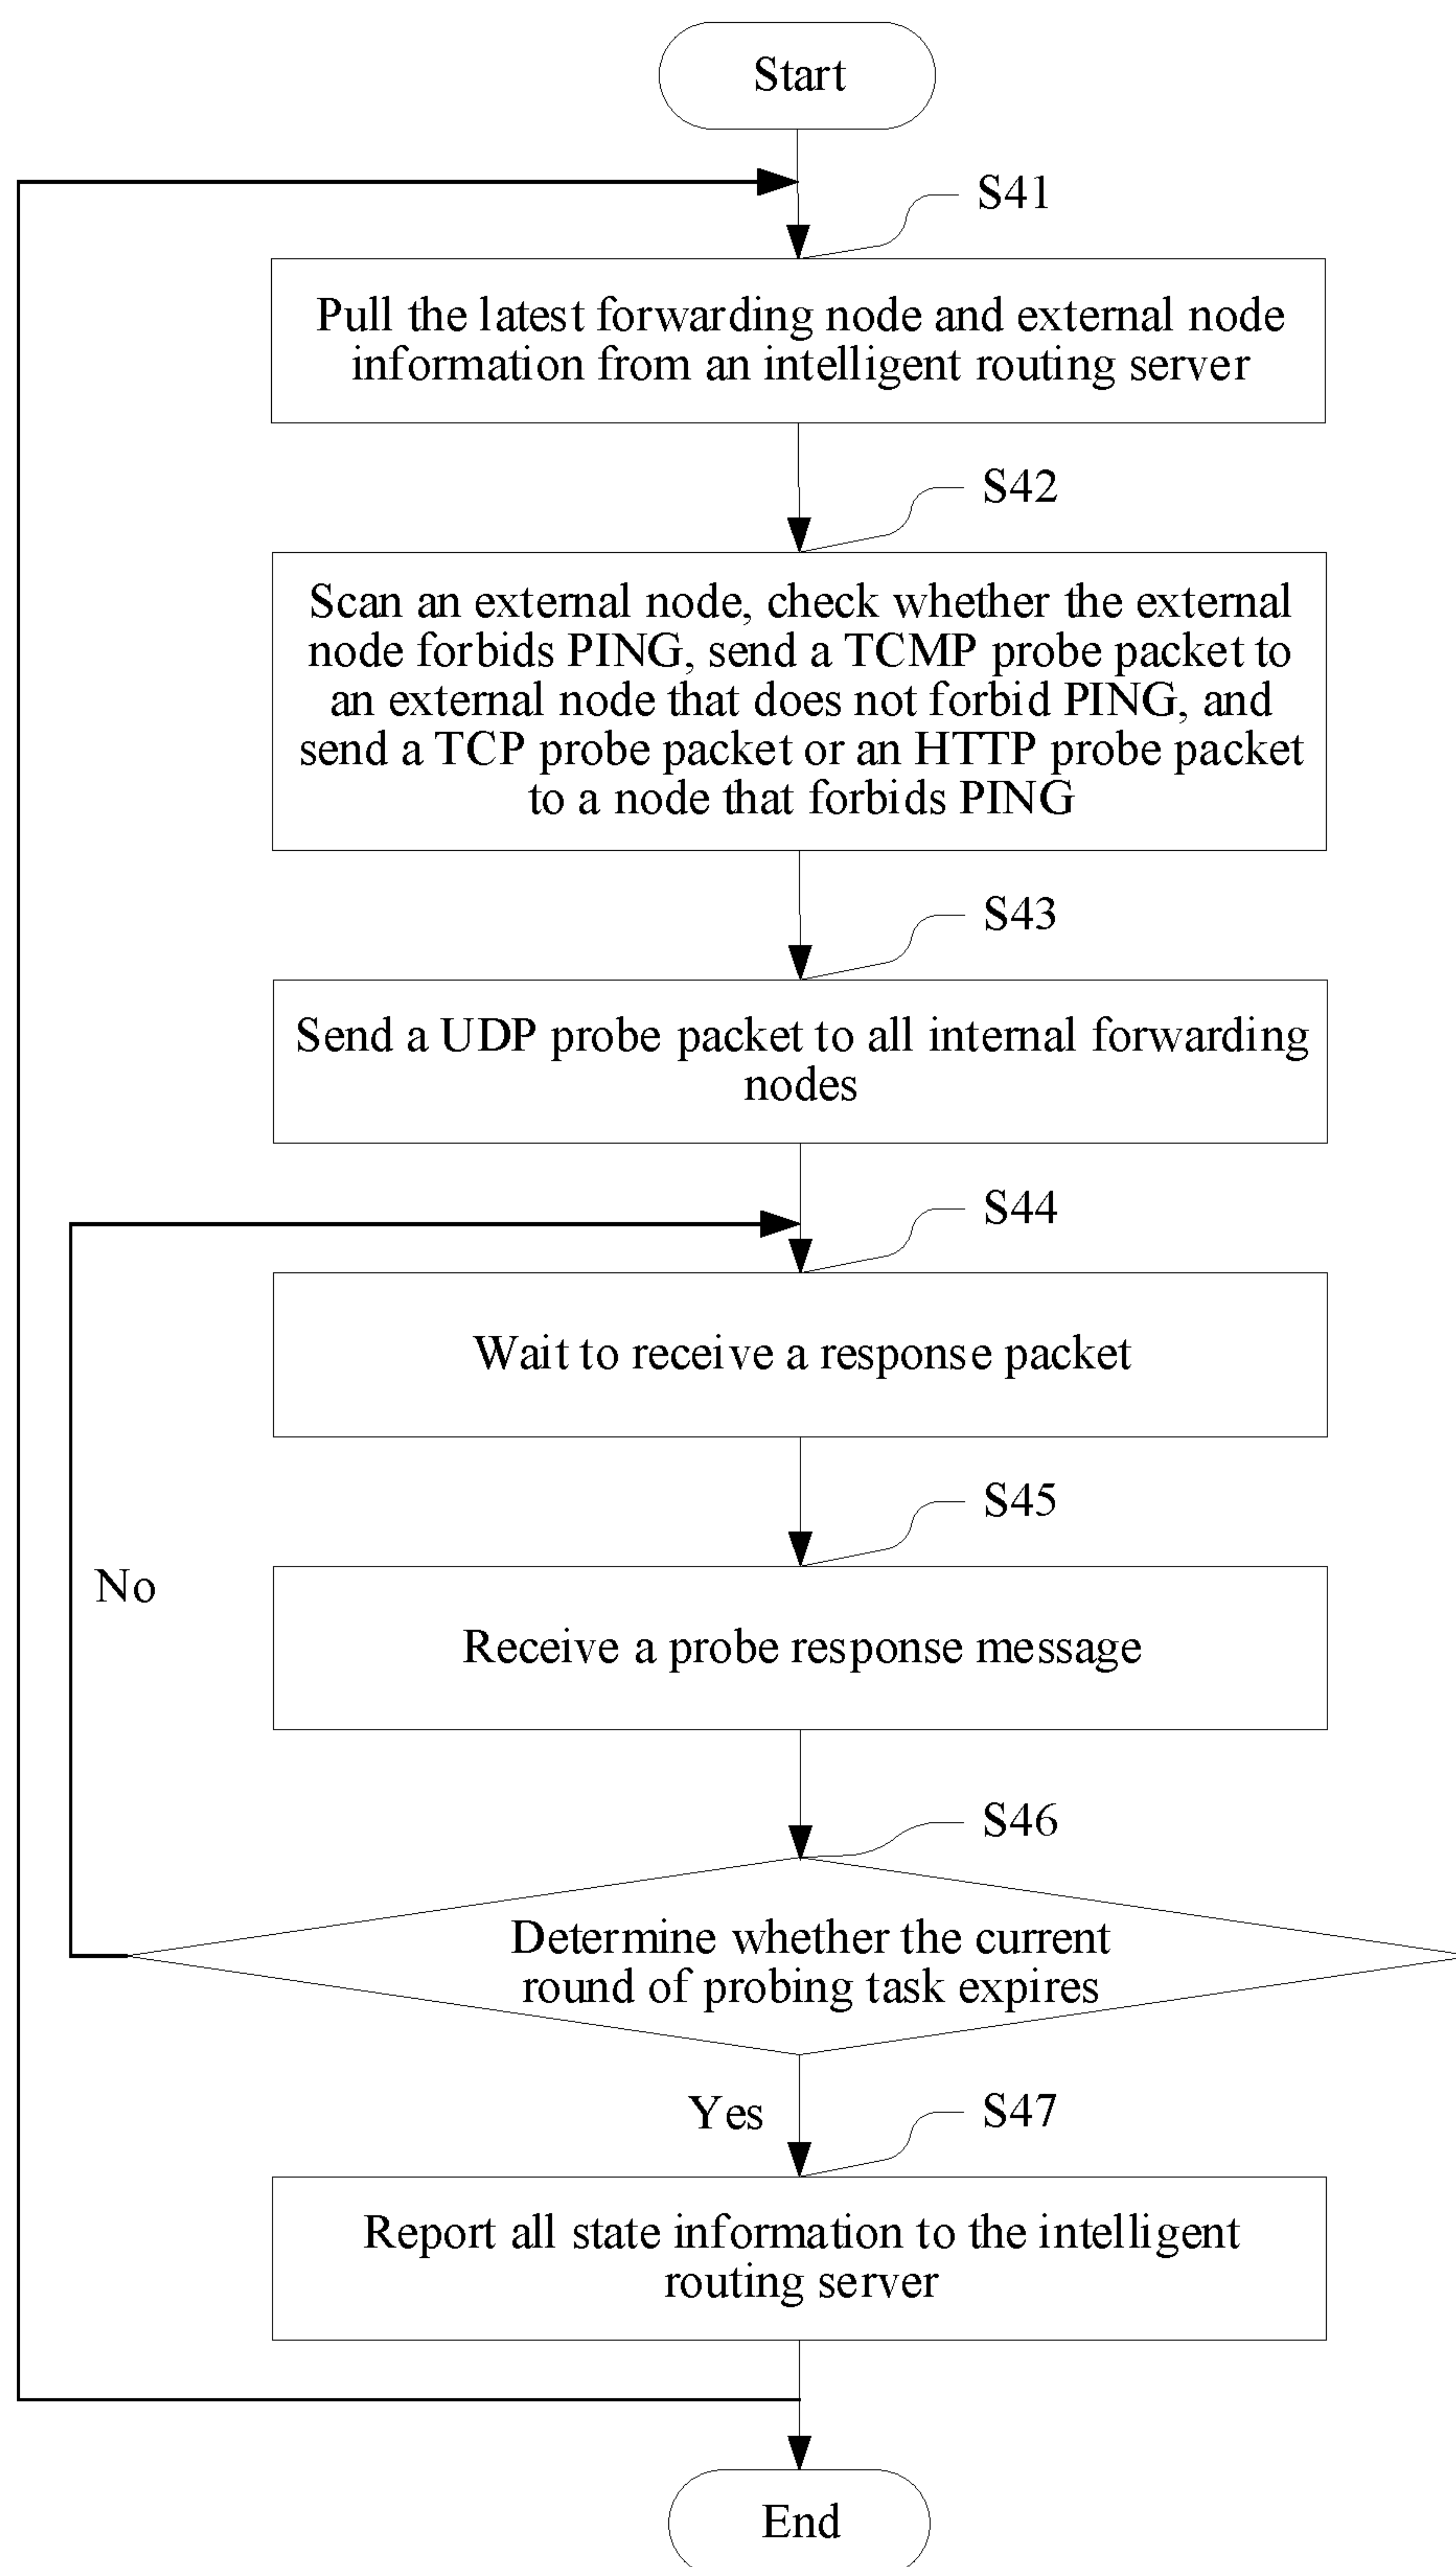 Start
S41
Pull the latest forwarding node and external node
information from an intelligent routing server
S42
Scan an external node, check whether the external
node forbids PING, send a TCMP probe packet to
an external node that does not forbid PING, and
send a TCP probe packet or an HTTP probe packet
to a node that forbids PING
S43
Send a UDP probe packet to all internal forwarding
nodes
S44
Wait to receive a response packet
S45
No
Receive a probe response message
S46
Determine whether the current
round of probing task expires
Yes
S47
Report all state information to the intelligent
routing server
End